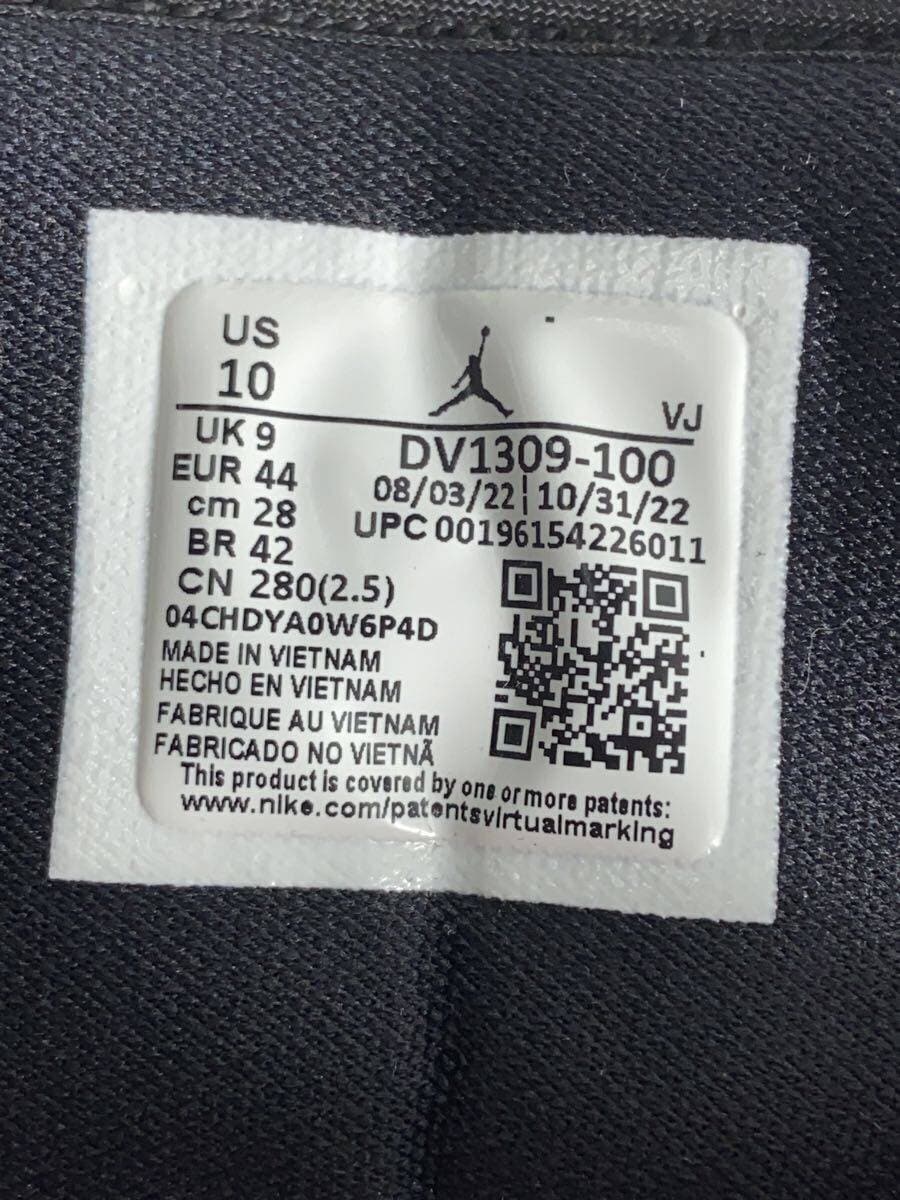 US
10
VJ
UK 9
EUR 44
cm 28
BR 42
CN 280(2.5)
DV1309-100
08/03/22 | 10/31/22
UPC 00196154226011
04CHDYA0W6P4D
MADE IN VIETNAM
HECHO EN VIETNAM
FABRIQUE AU VIETNAM
FABRICADO NO VIETNÃ
This product is covered by one or more patents:
www.nike.com/patentsvirtualmarking